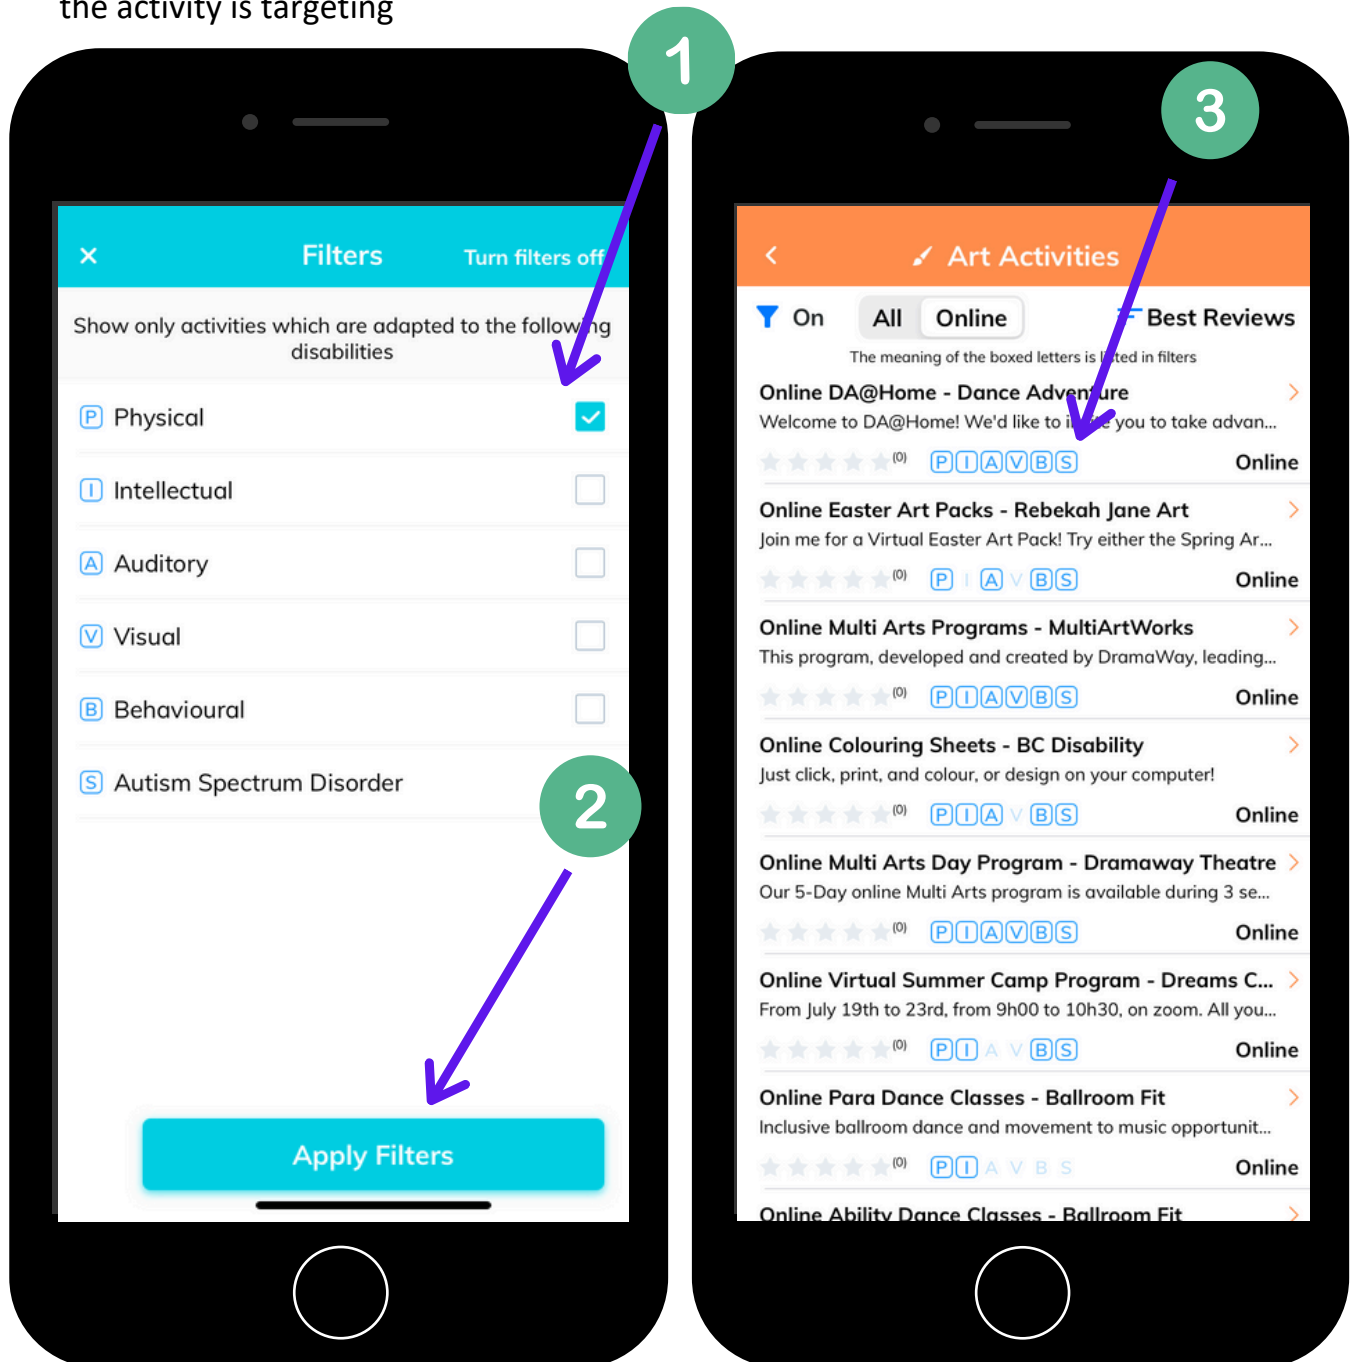 the activity is targeting
1
3
Filters
Turn filters off
Show only activities which are adapted to the following
disabilities
P Physical
I Intellectual
A Auditory
V Visual
B Behavioural
S Autism Spectrum Disorder
2
Apply Filters
Art Activities
On
All
Online
Best Reviews
The meaning of the boxed letters is listed in filters
Online DA@Home - Dance Adventure
Welcome to DA@Home! We'd like to invite you to take advan...
(0) P I A V B S Online
Online Easter Art Packs - Rebekah Jane Art
Join me for a Virtual Easter Art Pack! Try either the Spring Ar...
(0) P I A V B S Online
Online Multi Arts Programs - MultiArtWorks
This program, developed and created by DramaWay, leading...
(0) P I A V B S Online
Online Colouring Sheets - BC Disability
Just click, print, and colour, or design on your computer!
(0) P I A V B S Online
Online Multi Arts Day Program - Dramaway Theatre
Our 5-Day online Multi Arts program is available during 3 se...
(0) P I A V B S Online
Online Virtual Summer Camp Program - Dreams C...
From July 19th to 23rd, from 9h00 to 10h30, on zoom. All you...
(0) P I A V B S Online
Online Para Dance Classes - Ballroom Fit
Inclusive ballroom dance and movement to music opportunit...
(0) P I A V B S Online
Online Ability Dance Classes - Ballroom Fit